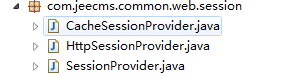 com.jeecms.common.web.session
CacheSessionProvider.java
HttpSessionProvider.java
SessionProvider.java